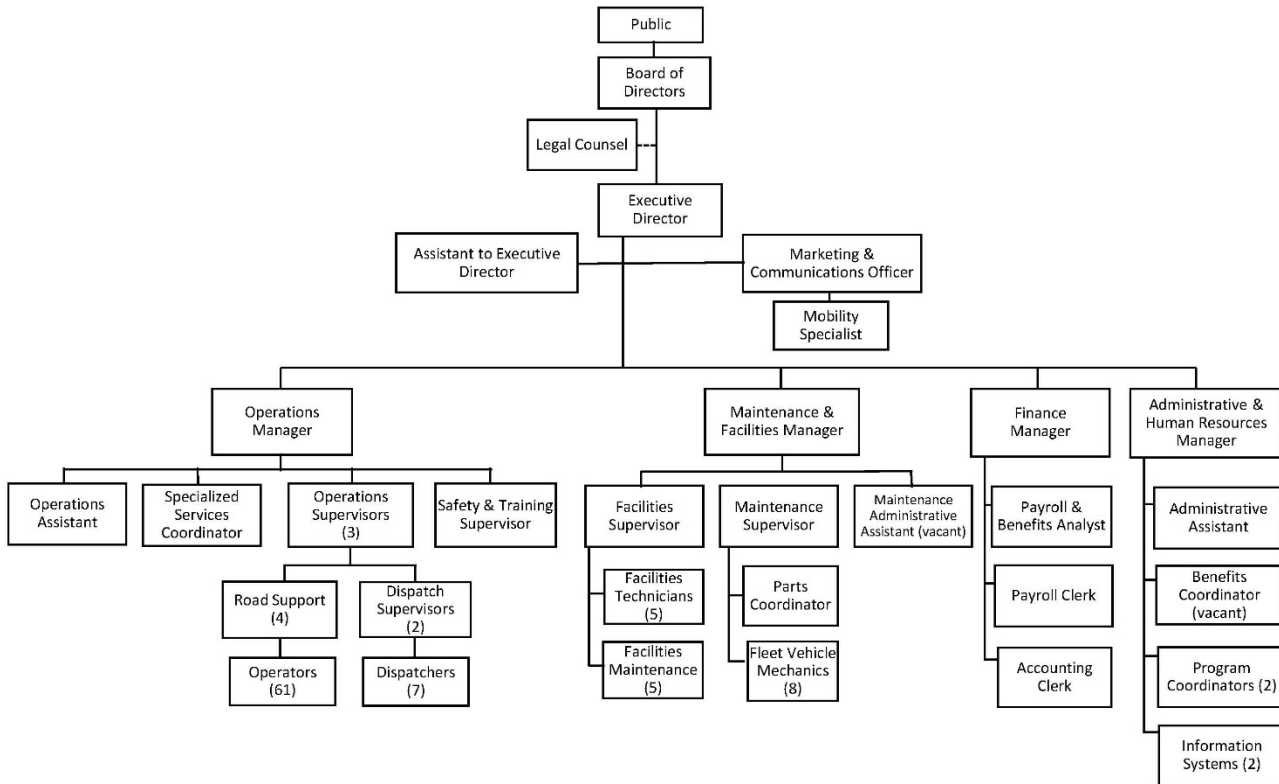 Public
Board of
Directors
Legal Counsel
Executive
Director
Assistant to Executive
Director
Marketing &
Communications Officer
Mobility
Specialist
Operations
Manager
Maintenance &
Facilities Manager
Finance
Manager
Administrative &
Human Resources
Manager
Operations
Assistant
Specialized
Services
Coordinator
Operations
Supervisors
(3)
Safety & Training
Supervisor
Road Support
(4)
Dispatch
Supervisors
(2)
Operators
(61)
Dispatchers
(7)
Facilities
Supervisor
Maintenance
Supervisor
Maintenance
Administrative
Assistant (vacant)
Facilities
Technicians
(5)
Facilities
Maintenance
(5)
Parts
Coordinator
Fleet Vehicle
Mechanics
(8)
Payroll &
Benefits Analyst
Payroll Clerk
Accounting
Clerk
Administrative
Assistant
Benefits
Coordinator
(vacant)
Program
Coordinators (2)
Information
Systems (2)